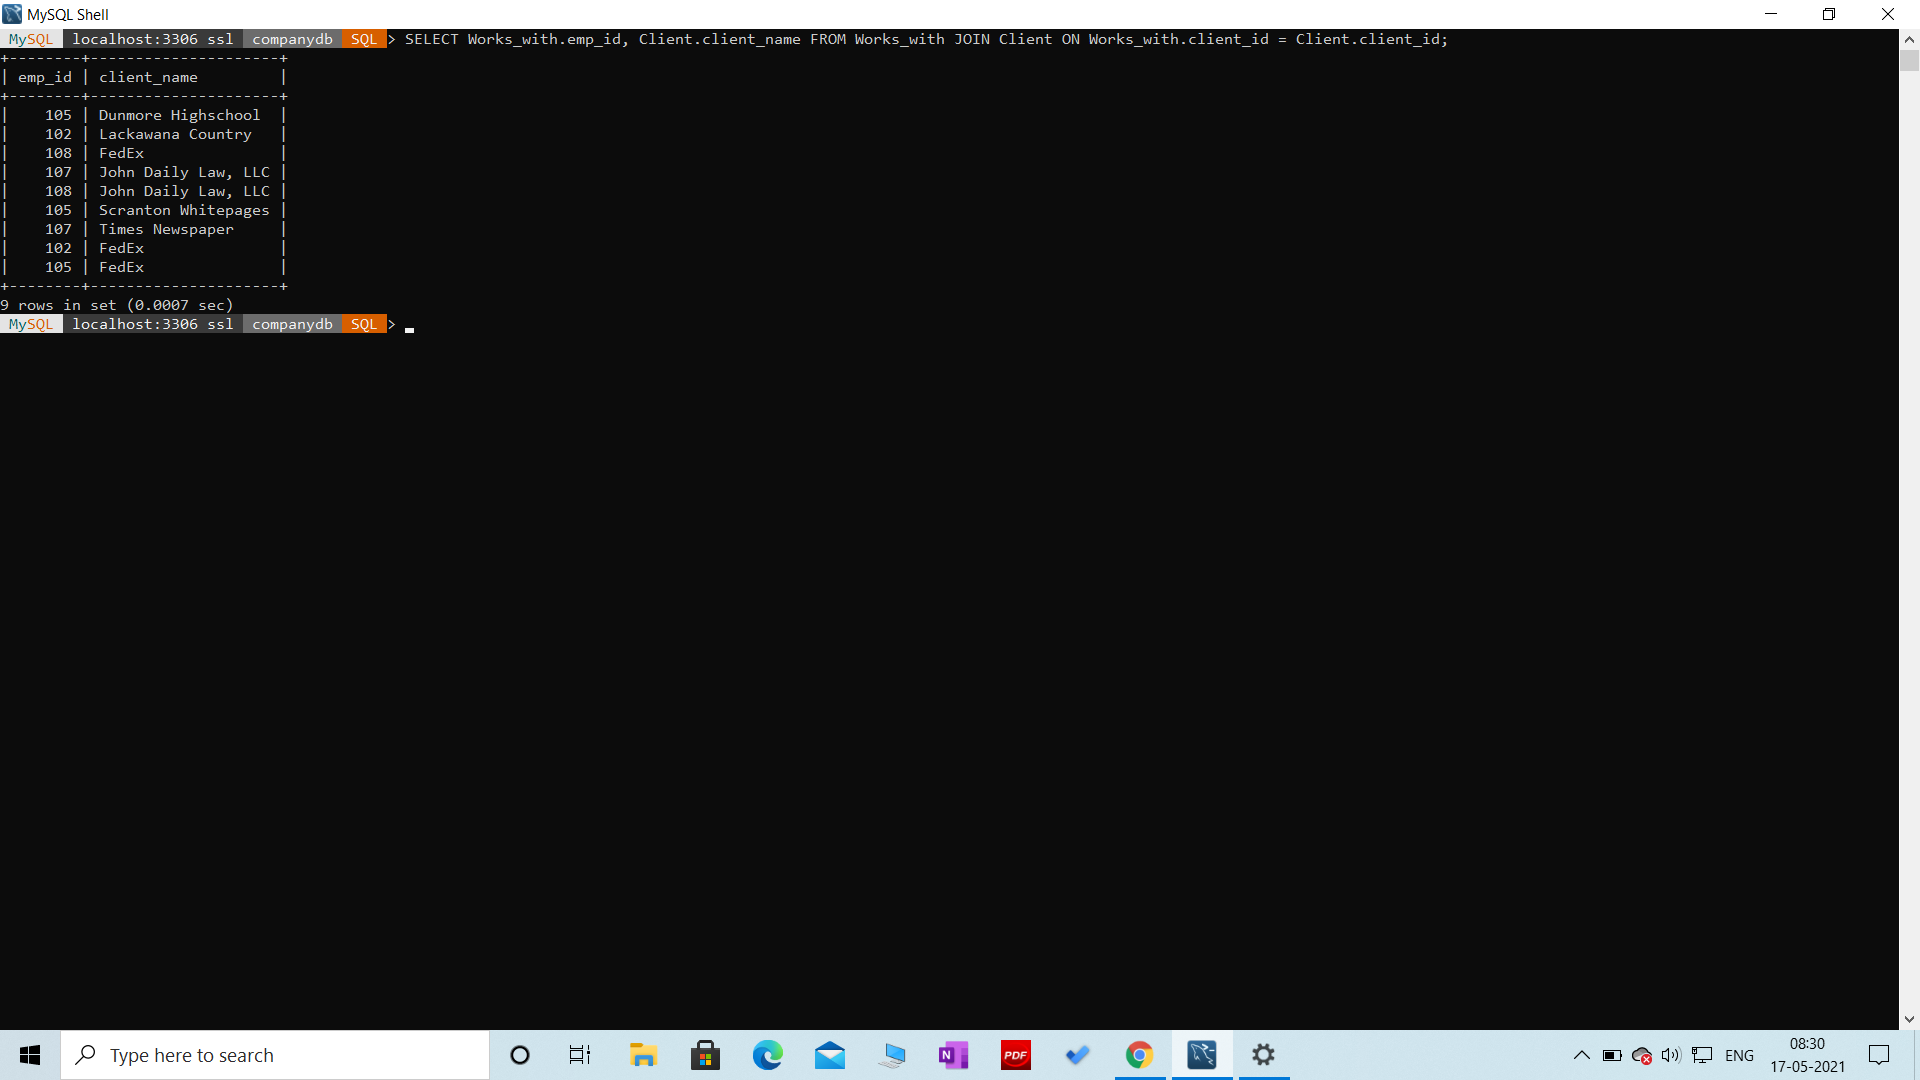 MySQL Shell
MySQL localhost:3306 ssl companydb SQL > SELECT Works_with.emp_id, Client.client_name FROM Works_with JOIN Client ON Works_with.client_id = Client.client_id;
+--------+---------------------+
| emp_id | client_name         |
+--------+---------------------+
|    105 | Dunmore Highschool  |
|    102 | Lackawana Country   |
|    108 | FedEx               |
|    107 | John Daily Law, LLC |
|    108 | John Daily Law, LLC |
|    105 | Scranton Whitepages |
|    107 | Times Newspaper     |
|    102 | FedEx               |
|    105 | FedEx               |
+--------+---------------------+
9 rows in set (0.0007 sec)
MySQL localhost:3306 ssl companydb SQL > _
Type here to search
N
PDF
ENG
08:30
17-05-2021